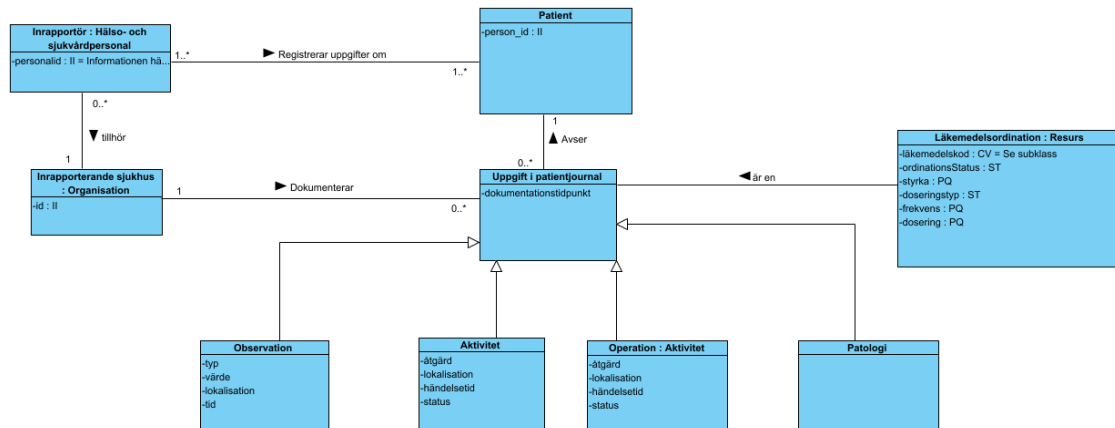 Inrapportör : Hälso- och
sjukvårdpersonal
-personalid : II = Informationen hä...
1..*
Registrerar uppgifter om
1..*
Patient
-person_id : II
0..*
tillhör
1
1
Avser
0..*
Inrapporterande sjukhus
: Organisation
-id : II
1
Dokumenterar
0..*
Uppgift i patientjournal
-dokumentationstidpunkt
är en
Läkemedelsordination : Resurs
-läkemedelskod : CV = Se subklass
-ordinationsStatus : ST
-styrka : PQ
-doseringstyp : ST
-frekvens : PQ
-dosering : PQ
Observation
-typ
-värde
-lokalisation
-tid
Aktivitet
-åtgärd
-lokalisation
-händelsetid
-status
Operation : Aktivitet
-åtgärd
-lokalisation
-händelsetid
-status
Patologi